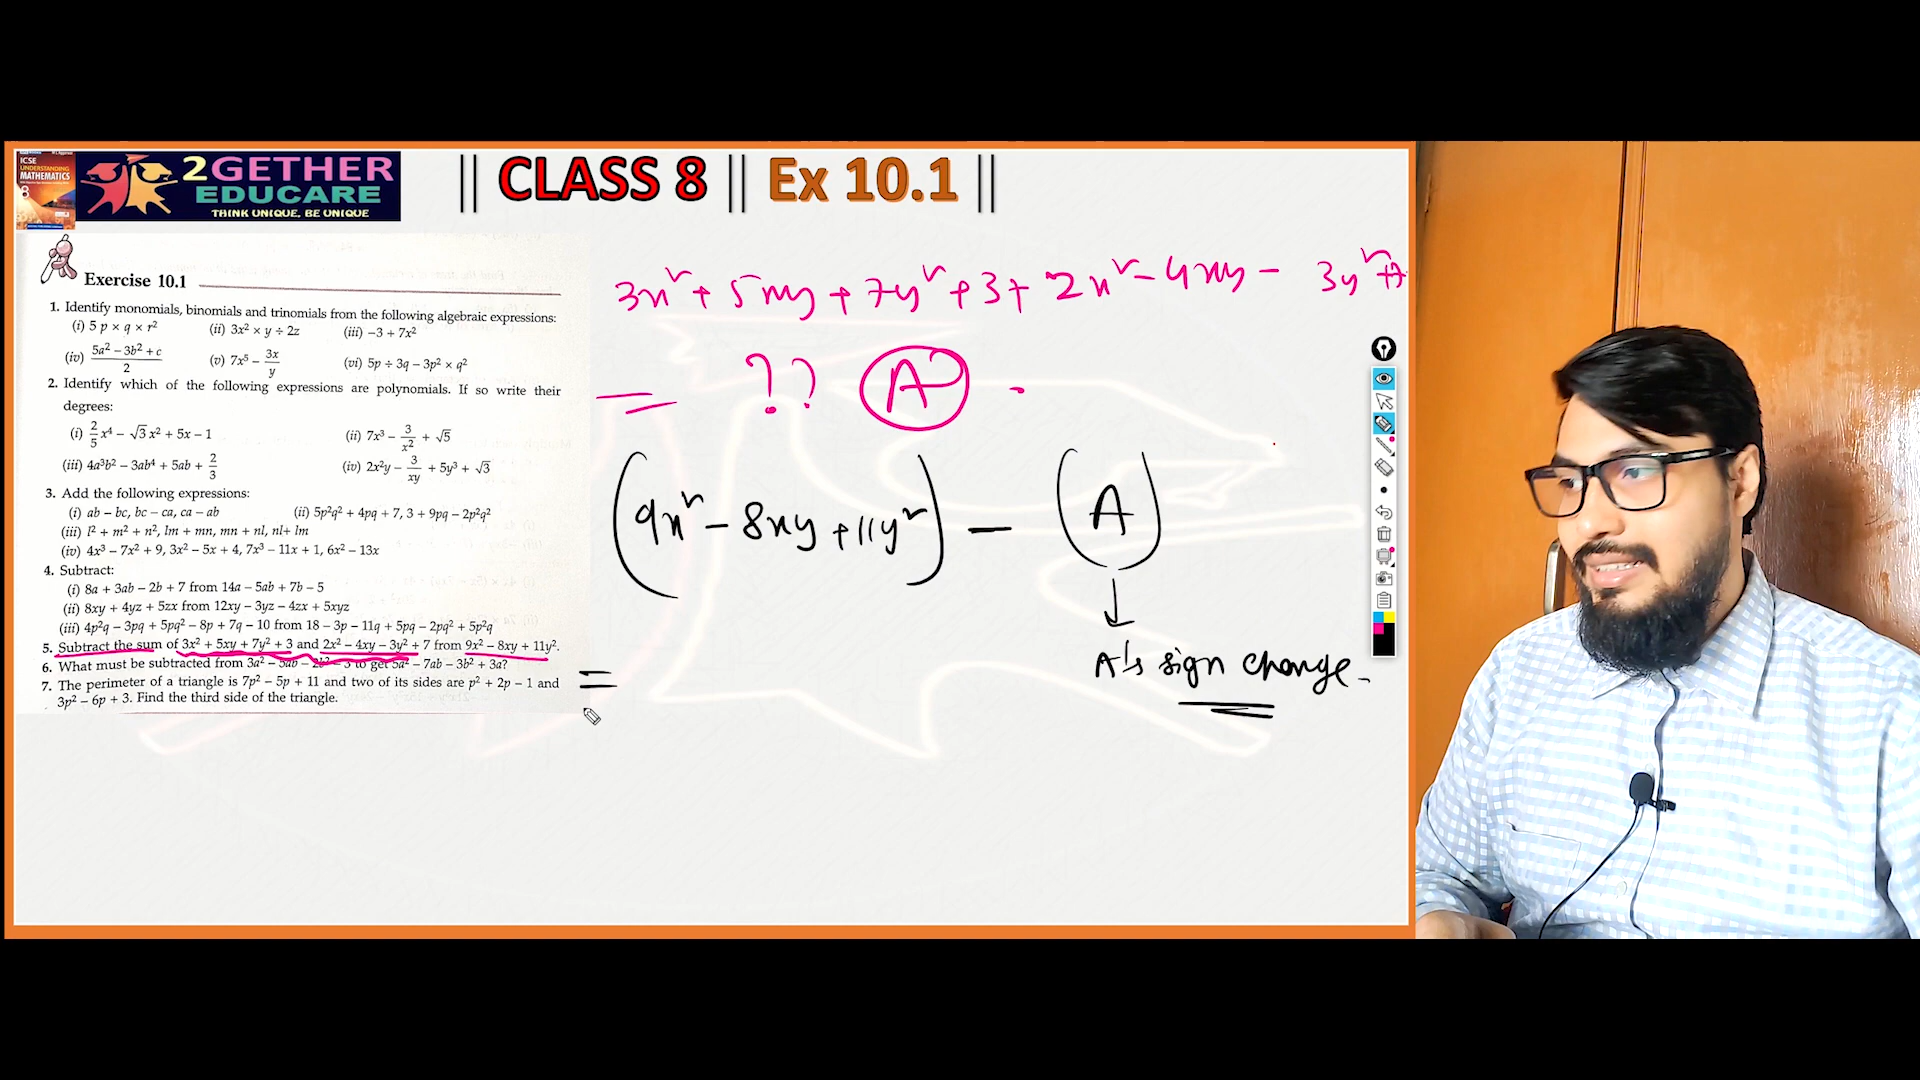 ICSE
UNDERSTANDING
MATHEMATICS
8
2GETHER
EDUCARE
THINK UNIQUE, BE UNIQUE
|| CLASS 8 || Ex 10.1 ||
Exercise 10.1
1. Identify monomials, binomials and trinomials from the following algebraic expressions:
(i) 5 p × q × r² (ii) 3x² × y ÷ 2z (iii) −3 + 7x²
(iv) (5a² − 3b² + c)/2 (v) 7x⁵ − 3x/y (vi) 5p ÷ 3q − 3p² × q²
2. Identify which of the following expressions are polynomials. If so write their
degrees:
(i) 2/5 x⁴ − √3 x² + 5x − 1 (ii) 7x³ − 3/x² + √5
(iii) 4a³b² − 3ab⁴ + 5ab + 2/3 (iv) 2x²y − 3/xy + 5y³ + √3
3. Add the following expressions:
(i) ab − bc, bc − ca, ca − ab (ii) 5p²q² + 4pq + 7, 3 + 9pq − 2p²q²
(iii) l² + m² + n², lm + mn, mn + nl, nl + lm
(iv) 4x³ − 7x² + 9, 3x² − 5x + 4, 7x³ − 11x + 1, 6x² − 13x
4. Subtract:
(i) 8a + 3ab − 2b + 7 from 14a − 5ab + 7b − 5
(ii) 8xy + 4yz + 5zx from 12xy − 3yz − 4zx + 5xyz
(iii) 4p²q − 3pq + 5pq² − 8p + 7q − 10 from 18 − 3p − 11q + 5pq − 2pq² + 5p²q
5. Subtract the sum of 3x² + 5xy + 7y² + 3 and 2x² − 4xy − 3y² + 7 from 9x² − 8xy + 11y².
6. What must be subtracted from 3a² − 5ab − 2b² − 3 to get 5a² − 7ab − 3b² + 3a?
7. The perimeter of a triangle is 7p² − 5p + 11 and two of its sides are p² + 2p − 1 and
3p² − 6p + 3. Find the third side of the triangle.
3x² + 5xy + 7y² + 3 + 2x² − 4xy − 3y² + 7
= ?? A .
(9x² − 8xy + 11y²) − (A)
↓
A's sign change.
=